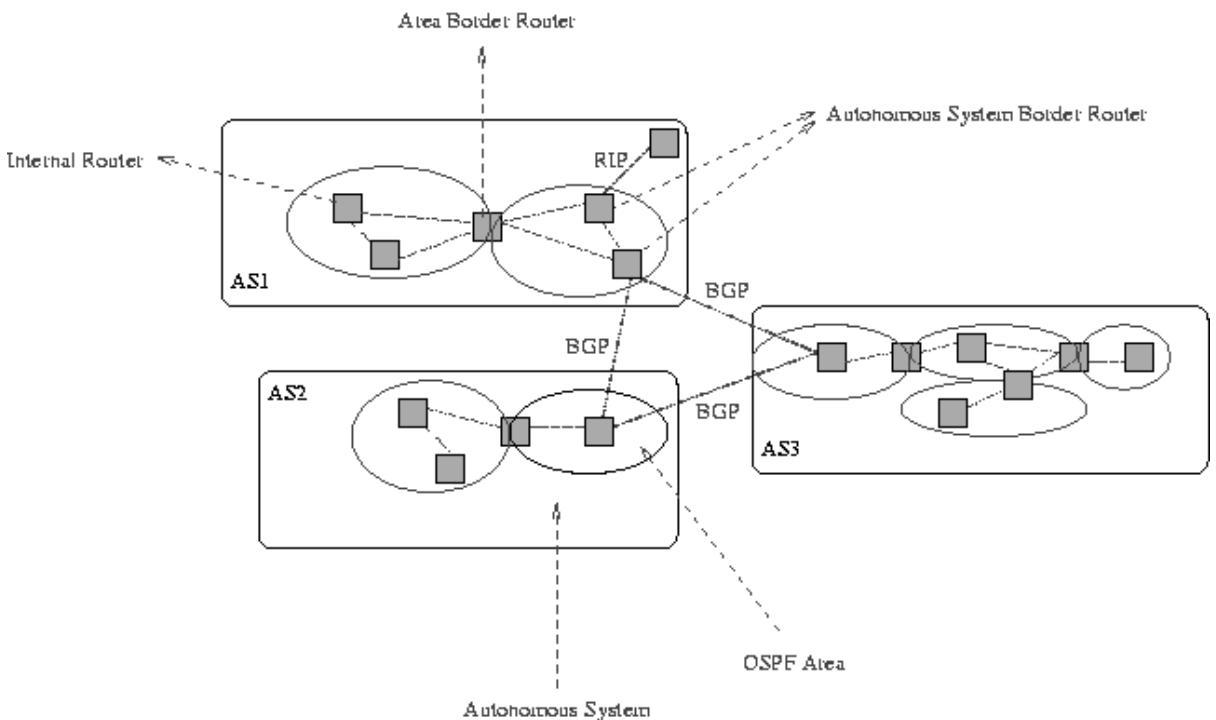 Area Border Router
Autonomous System Border Router
Internal Router
RIP
AS1
BGP
BGP
AS2
BGP
AS3
OSPF Area
Autonomous System